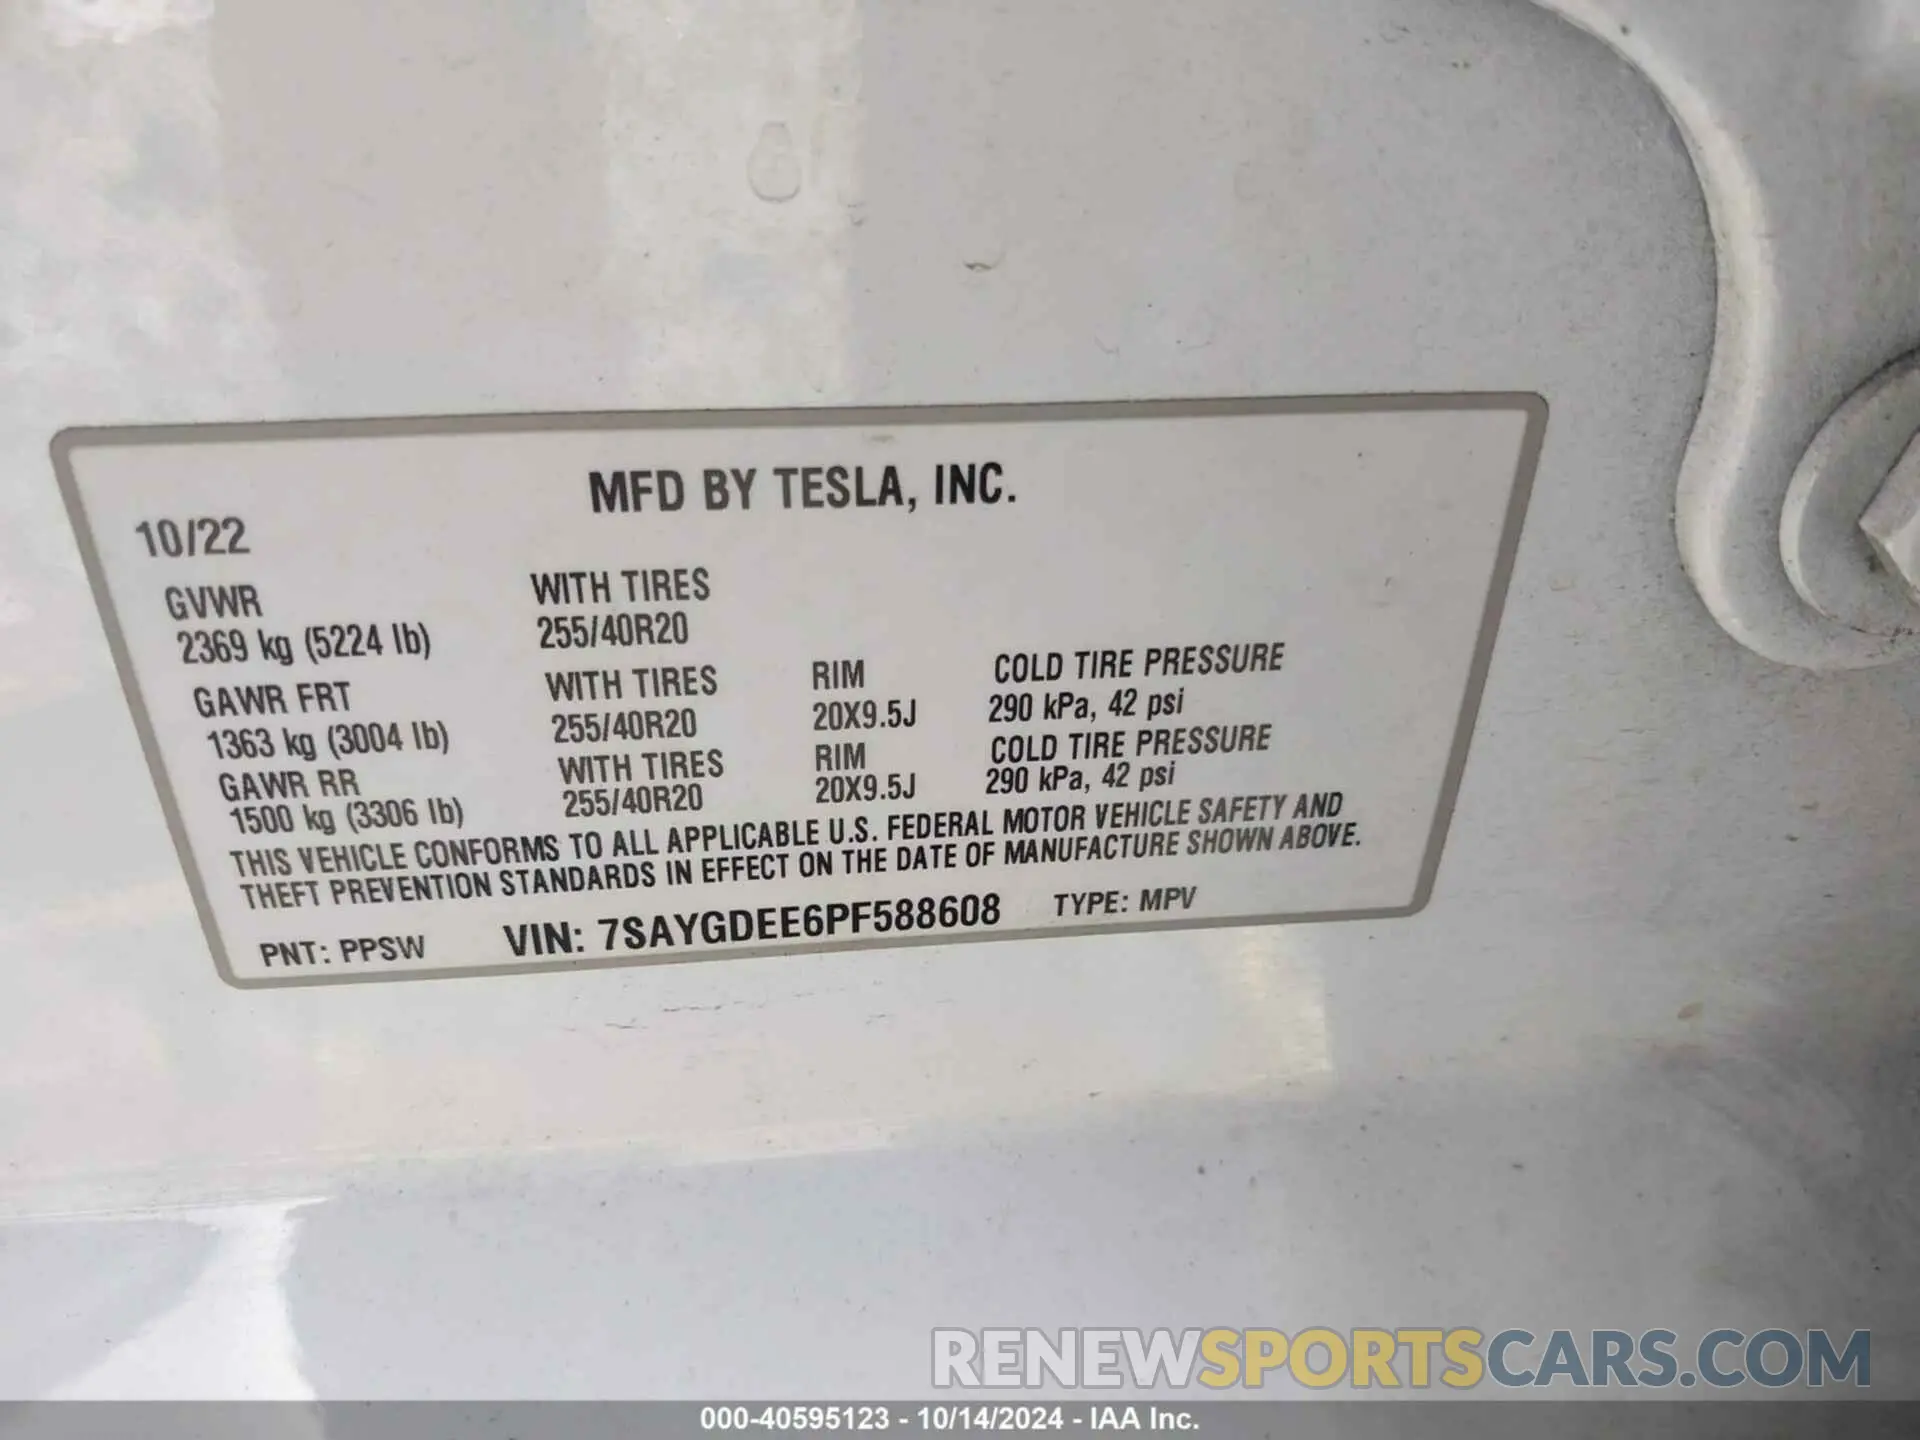 MFD BY TESLA, INC.
10/22
GVWR WITH TIRES
2369 kg (5224 lb) 255/40R20
GAWR FRT WITH TIRES RIM COLD TIRE PRESSURE
1363 kg (3004 lb) 255/40R20 20X9.5J 290 kPa, 42 psi
GAWR RR WITH TIRES RIM COLD TIRE PRESSURE
1500 kg (3306 lb) 255/40R20 20X9.5J 290 kPa, 42 psi
THIS VEHICLE CONFORMS TO ALL APPLICABLE U.S. FEDERAL MOTOR VEHICLE SAFETY AND
THEFT PREVENTION STANDARDS IN EFFECT ON THE DATE OF MANUFACTURE SHOWN ABOVE.
PNT: PPSW VIN: 7SAYGDEE6PF588608 TYPE: MPV
RENEWSPORTSCARS.COM
000-40595123 - 10/14/2024 - IAA Inc.